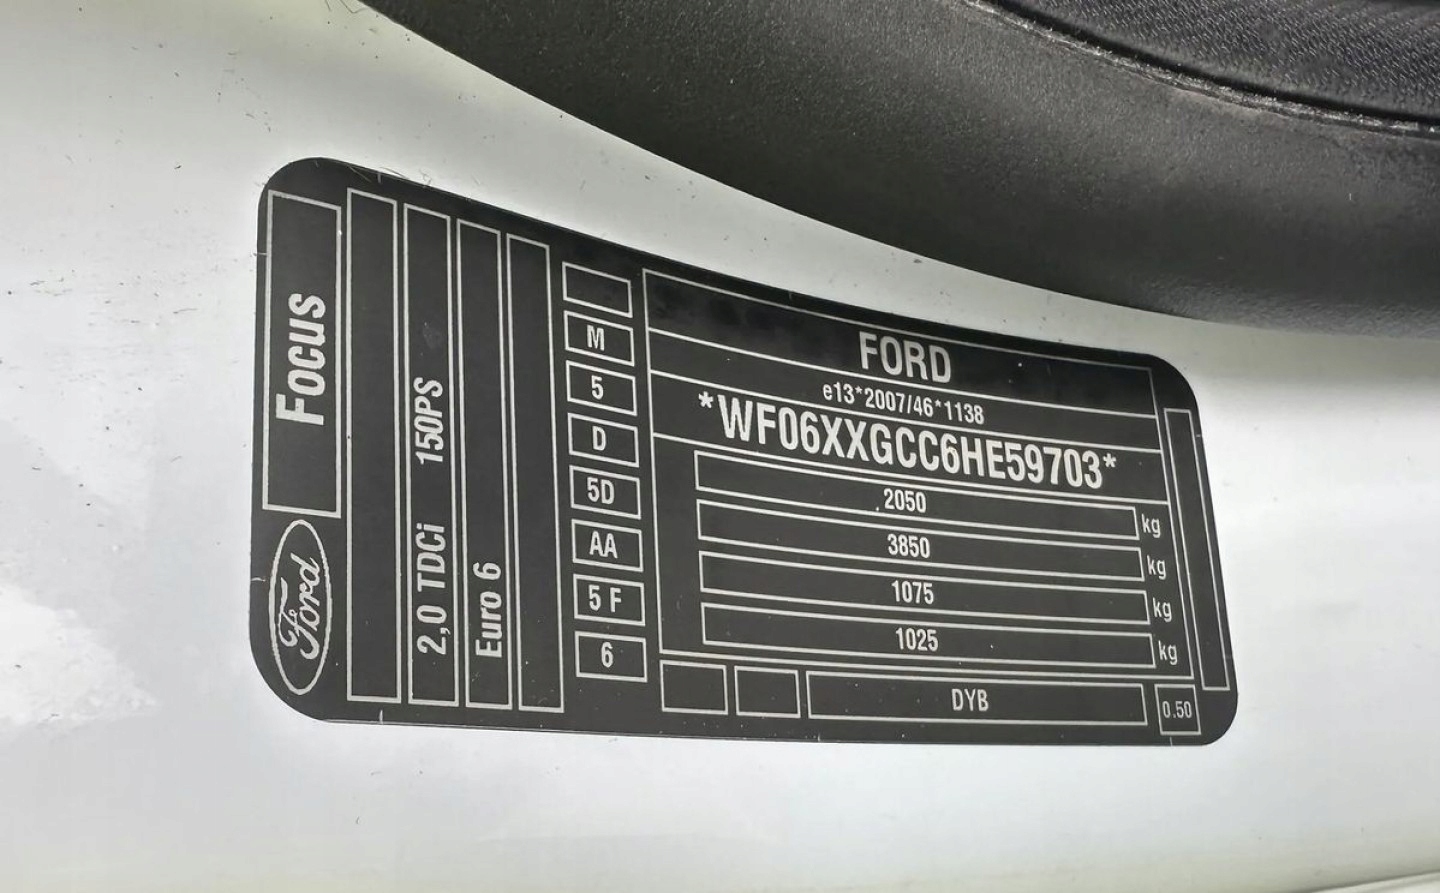 Focus
Ford
2,0 TDCi 150PS
Euro 6
M
5
D
5D
AA
5 F
6
FORD
e13*2007/46*1138
*WF06XXGCC6HE59703*
2050 kg
3850 kg
1075 kg
1025 kg
DYB
0.50